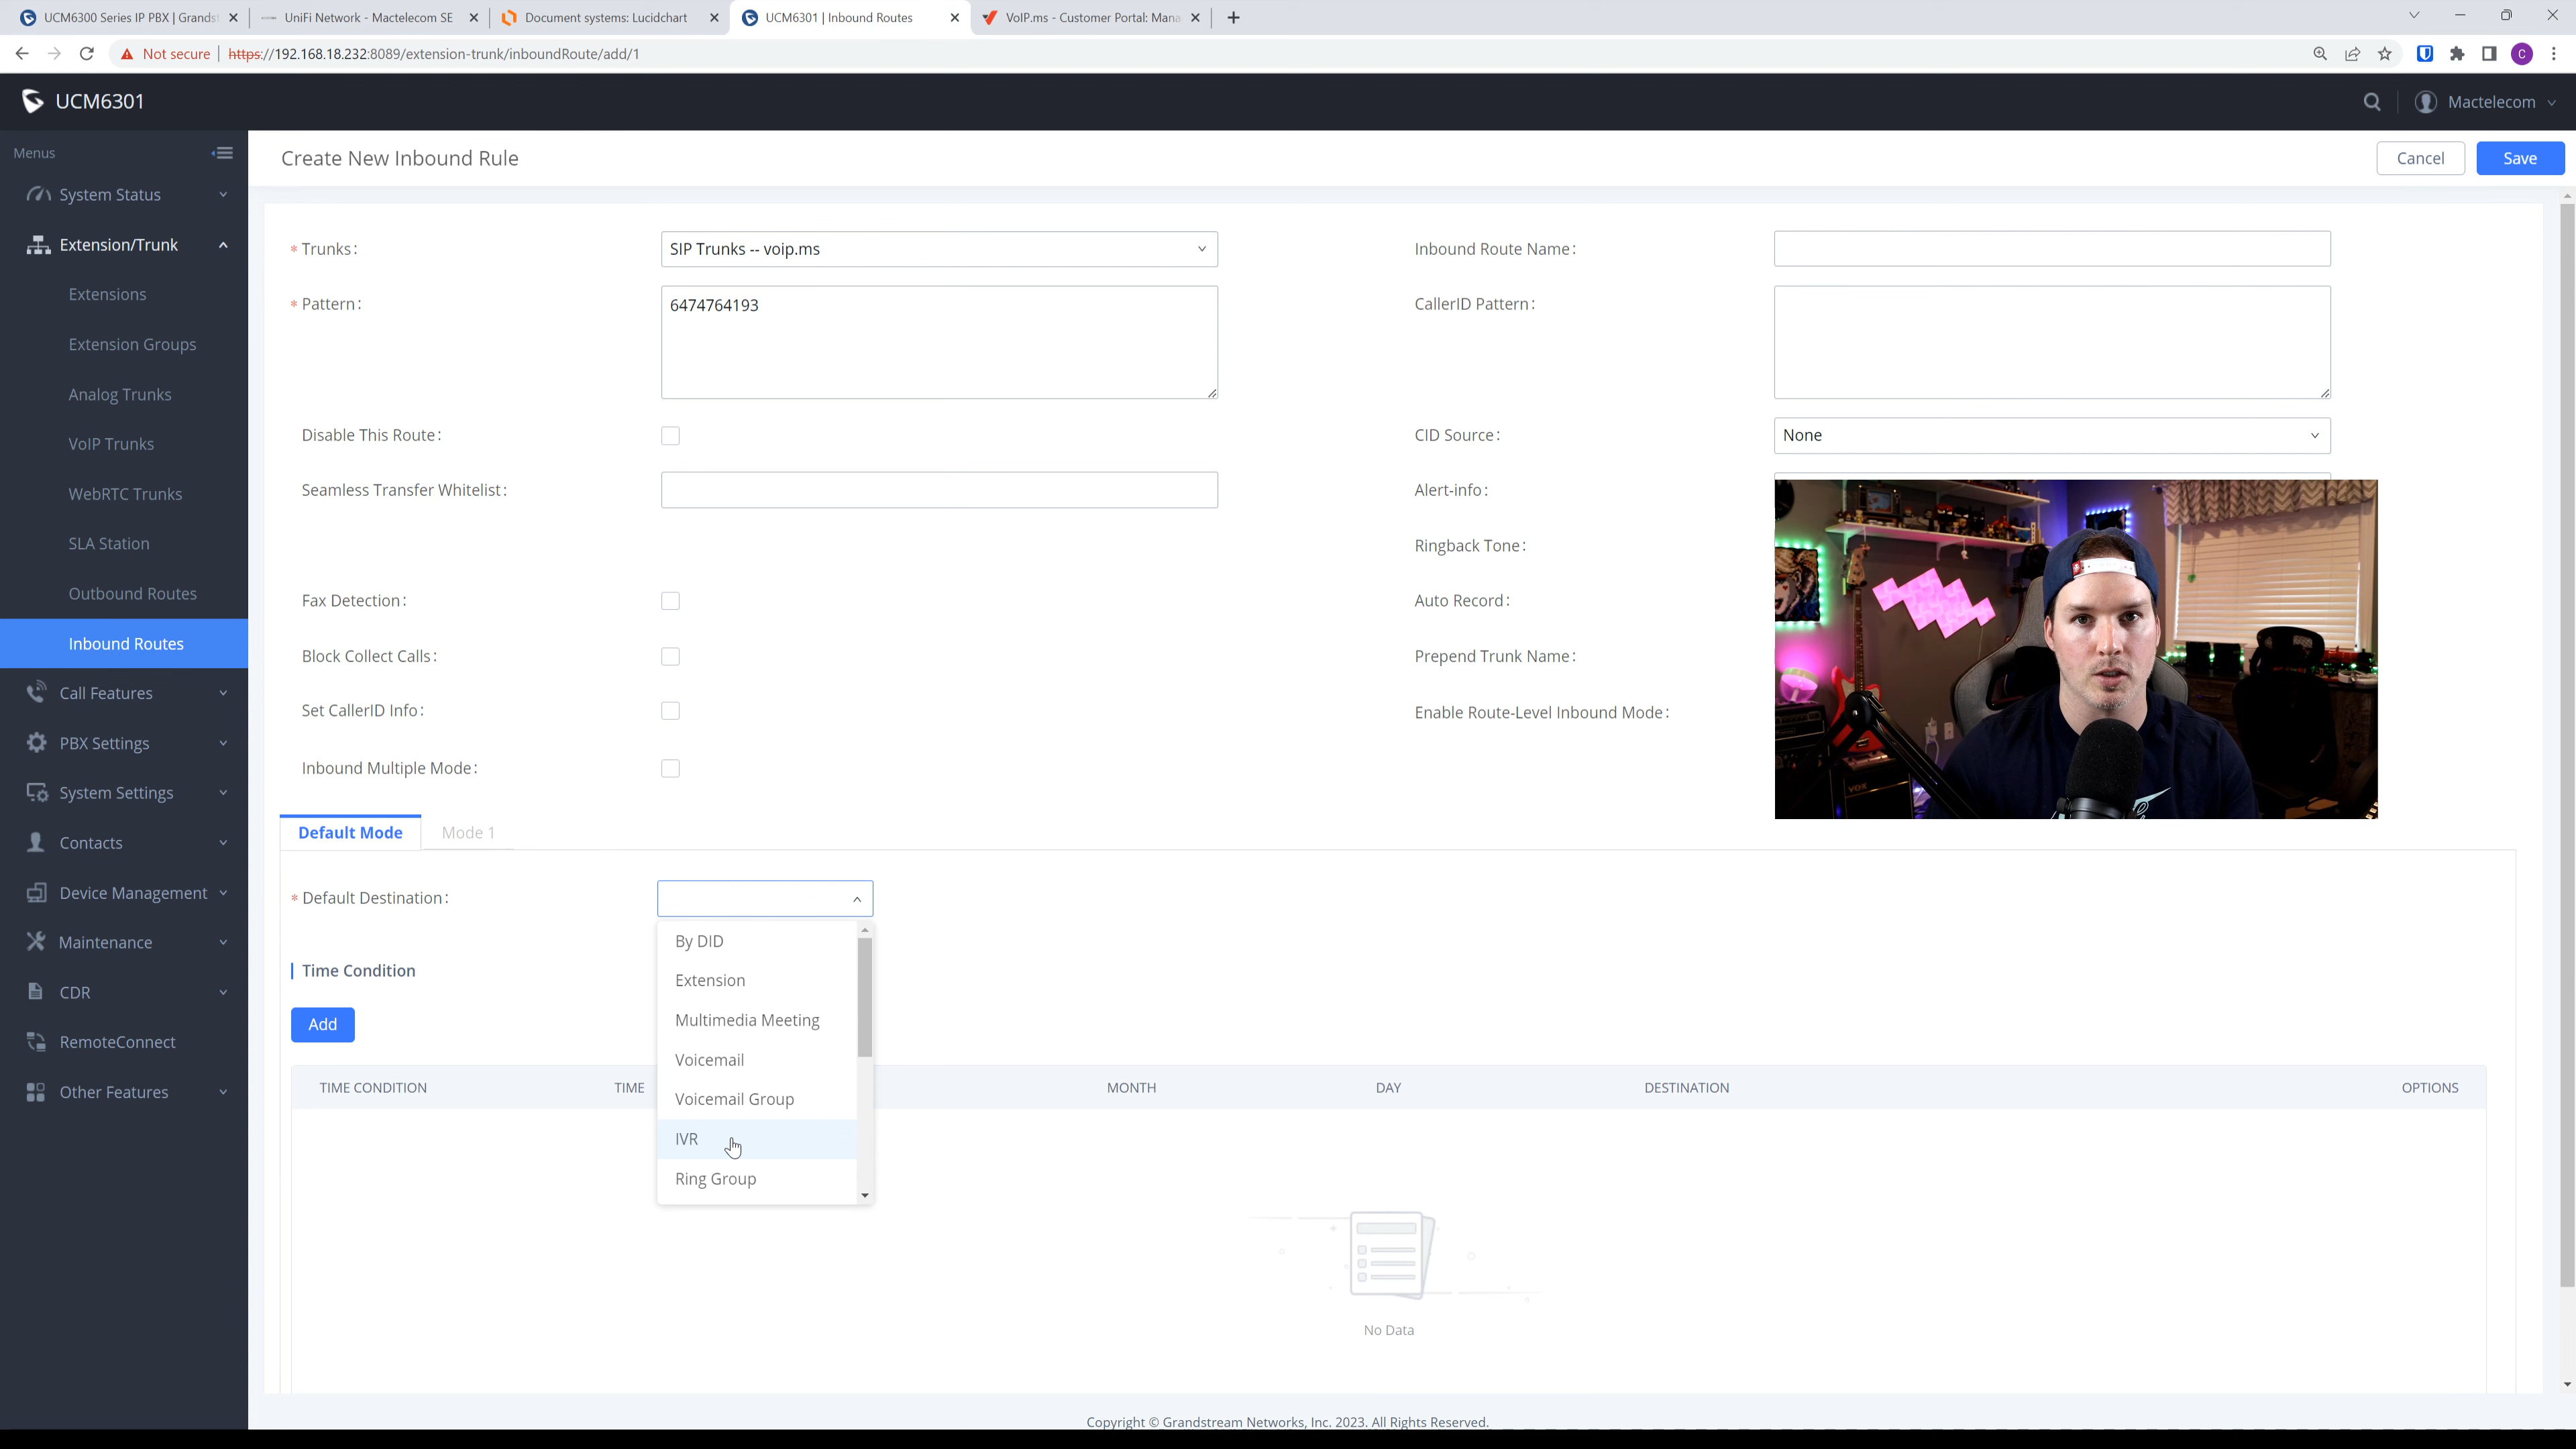 UCM6300 Series IP PBX | Grands
UniFi Network - Mactelecom SE
Document systems: Lucidchart
UCM6301 | Inbound Routes
VoIP.ms - Customer Portal: Mana
Not secure
https://192.168.18.232:8089/extension-trunk/inboundRoute/add/1
C
UCM6301
Mactelecom
Menus
System Status
Extension/Trunk
Extensions
Extension Groups
Analog Trunks
VoIP Trunks
WebRTC Trunks
SLA Station
Outbound Routes
Inbound Routes
Call Features
PBX Settings
System Settings
Contacts
Device Management
Maintenance
CDR
RemoteConnect
Other Features
Create New Inbound Rule
Cancel
Save
* Trunks:
SIP Trunks -- voip.ms
Inbound Route Name:
* Pattern:
6474764193
CallerID Pattern:
Disable This Route:
CID Source:
None
Seamless Transfer Whitelist:
Alert-info:
Ringback Tone:
Fax Detection:
Auto Record:
Block Collect Calls:
Prepend Trunk Name:
Set CallerID Info:
Enable Route-Level Inbound Mode:
Inbound Multiple Mode:
VOX
Default Mode
Mode 1
* Default Destination:
By DID
Extension
Multimedia Meeting
Voicemail
Voicemail Group
IVR
Ring Group
Time Condition
Add
TIME CONDITION
TIME
MONTH
DAY
DESTINATION
OPTIONS
No Data
Copyright © Grandstream Networks, Inc. 2023. All Rights Reserved.